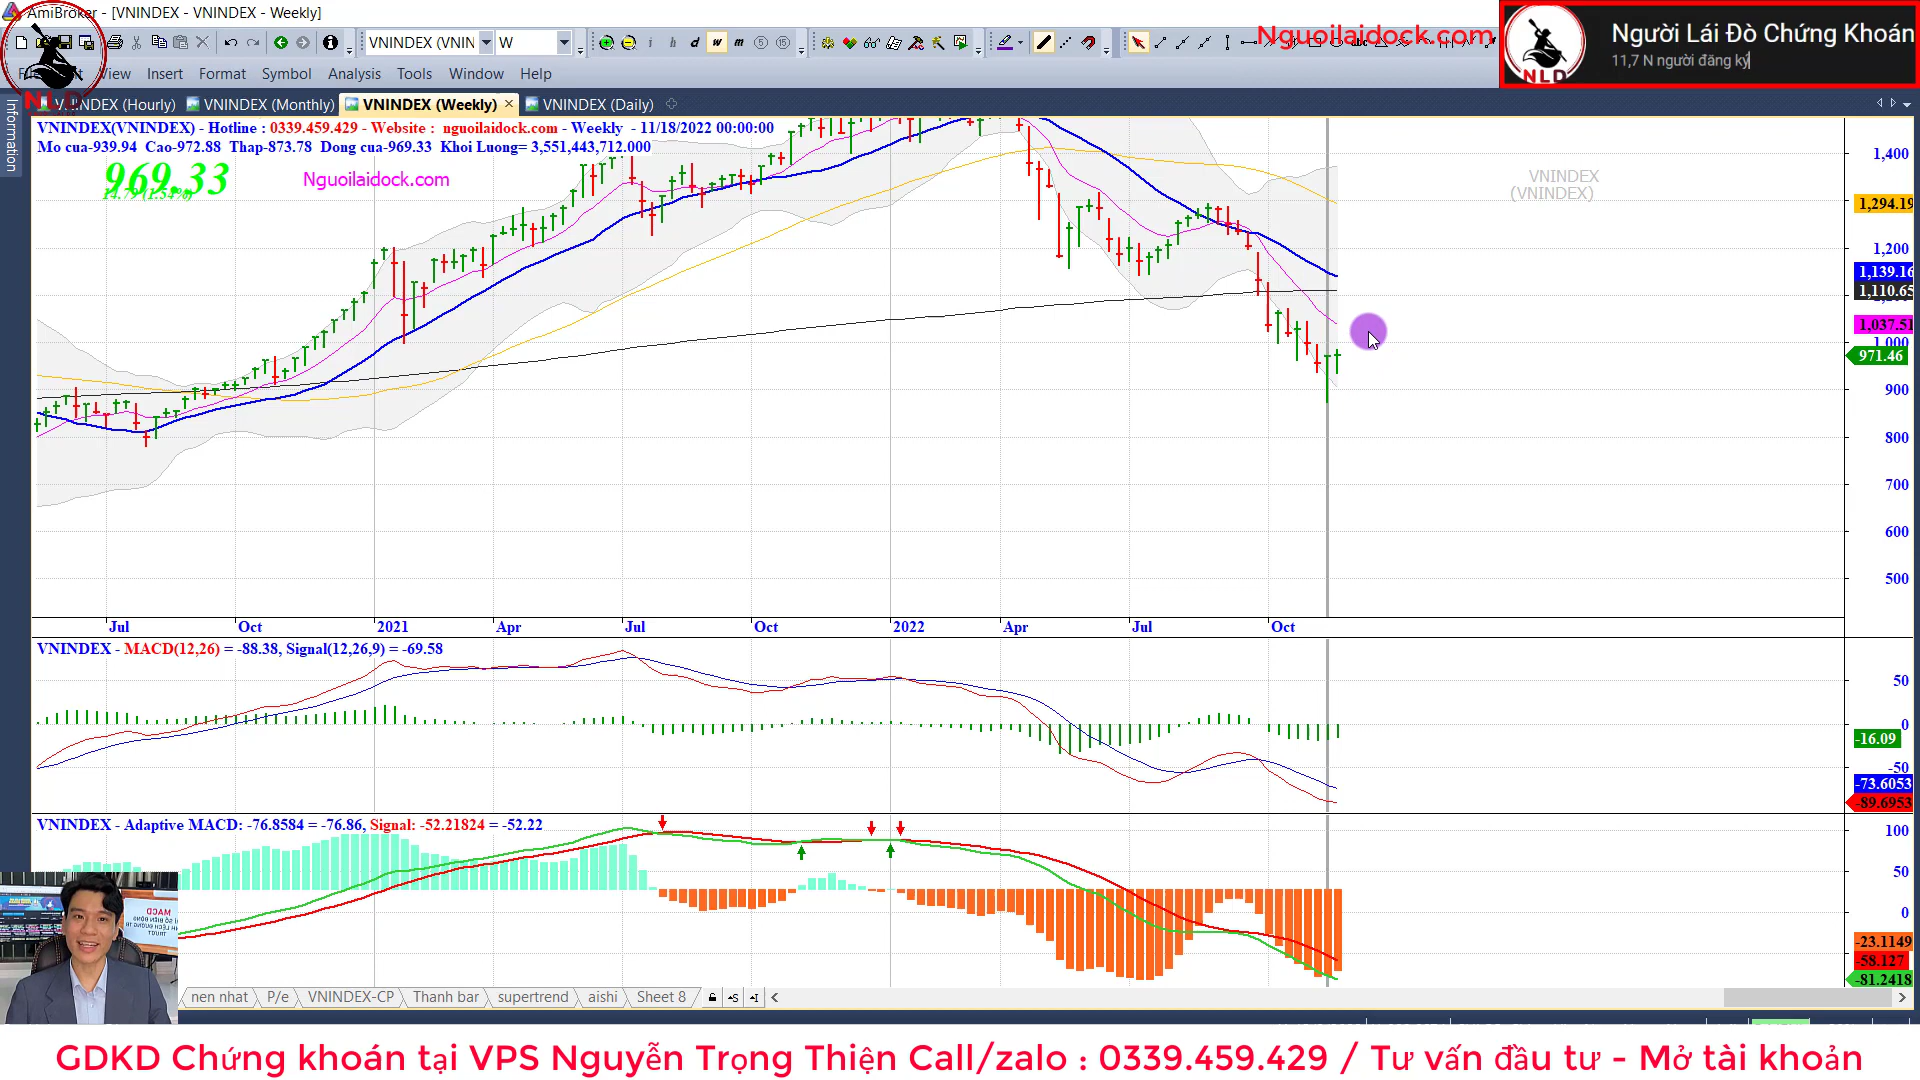 AmiBroker - [VNINDEX - VNINDEX - Weekly]
VNINDEX (VNIN
W
i h d w m 5 15
Nguoilaidock.com
Người Lái Đò Chứng Khoán
11,7 N người đăng ký
NLD
View Insert Format Symbol Analysis Tools Window Help
NLD
VNINDEX (Hourly) VNINDEX (Monthly) VNINDEX (Weekly) VNINDEX (Daily)
Information
VNINDEX(VNINDEX) - Hotline : 0339.459.429 - Website : nguoilaidock.com - Weekly - 11/18/2022 00:00:00
Mo cua-939.94 Cao-972.88 Thap-873.78 Dong cua-969.33 Khoi Luong= 3,551,443,712.000
969.33
14.79 (1.54%)
Nguoilaidock.com
VNINDEX
(VNINDEX)
1,400
1,294.19
1,200
1,139.16
1,110.65
1,037.51
1,000
971.46
900
800
700
600
500
Jul Oct 2021 Apr Jul Oct 2022 Apr Jul Oct
VNINDEX - MACD(12,26) = -88.38, Signal(12,26,9) = -69.58
50
0
-16.09
-50
-73.6053
-89.6953
VNINDEX - Adaptive MACD: -76.8584 = -76.86, Signal: -52.21824 = -52.22
100
50
0
-23.1149
-58.127
-81.2418
MACD
nen nhat P/e VNINDEX-CP Thanh bar supertrend aishi Sheet 8
GDKD Chứng khoán tại VPS Nguyễn Trọng Thiện Call/zalo : 0339.459.429 / Tư vấn đầu tư - Mở tài khoản